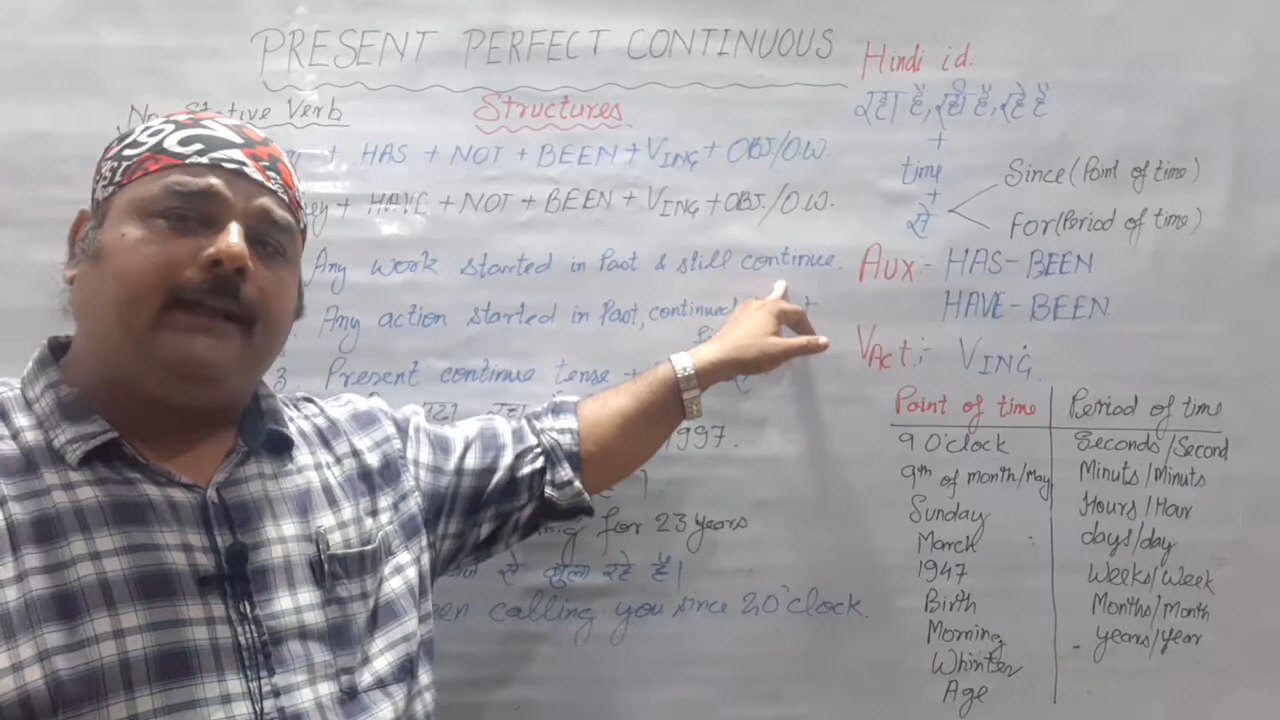 PRESENT PERFECT CONTINUOUS
Verb
Structures
+ HAS + NOT + BEEN + VING + OBJ/O.W.
+ HAVE + NOT + BEEN + VING + OBJ./O.W.
Any work started in Past & still continue.
Any action started in Past, continued
3. Present continue tense +
1997.
for 23 years
से बुला रहे हैं।
calling you since 2 O'clock.
Hindi id.
रहा है, रही है, रहे हैं
+
time
+
से
Since (Point of time)
For (Period of time)
Aux:- HAS-BEEN
HAVE-BEEN.
VAct:- VING.
Point of time
9 O'clock
9th of month/May
Sunday
March
1947
Birth
Morning
Whinter
Age
Period of time
Seconds/Second
Minuts/Minuts
Hours/Hour
days/day
Weeks/Week
Months/Month
years/year